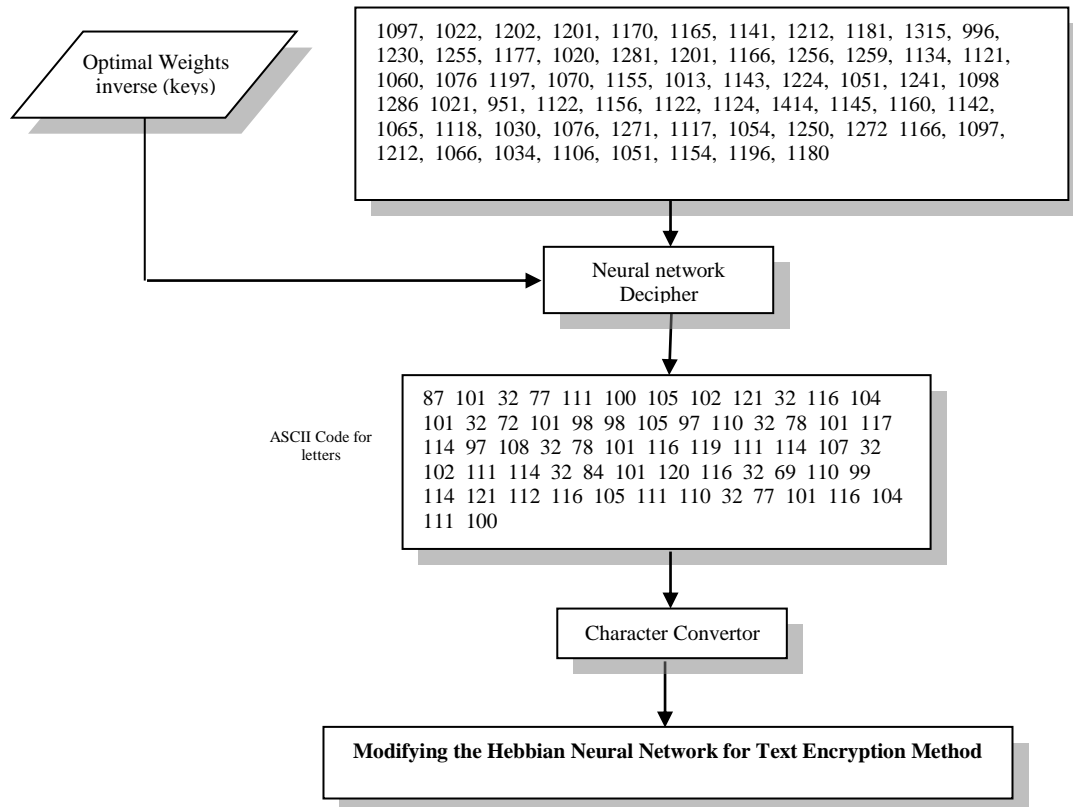 Optimal Weights
inverse (keys)
1097, 1022, 1202, 1201, 1170, 1165, 1141, 1212, 1181, 1315, 996,
1230, 1255, 1177, 1020, 1281, 1201, 1166, 1256, 1259, 1134, 1121,
1060, 1076 1197, 1070, 1155, 1013, 1143, 1224, 1051, 1241, 1098
1286 1021, 951, 1122, 1156, 1122, 1124, 1414, 1145, 1160, 1142,
1065, 1118, 1030, 1076, 1271, 1117, 1054, 1250, 1272 1166, 1097,
1212, 1066, 1034, 1106, 1051, 1154, 1196, 1180
Neural network
Decipher
ASCII Code for
letters
87 101 32 77 111 100 105 102 121 32 116 104
101 32 72 101 98 98 105 97 110 32 78 101 117
114 97 108 32 78 101 116 119 111 114 107 32
102 111 114 32 84 101 120 116 32 69 110 99
114 121 112 116 105 111 110 32 77 101 116 104
111 100
Character Convertor
Modifying the Hebbian Neural Network for Text Encryption Method